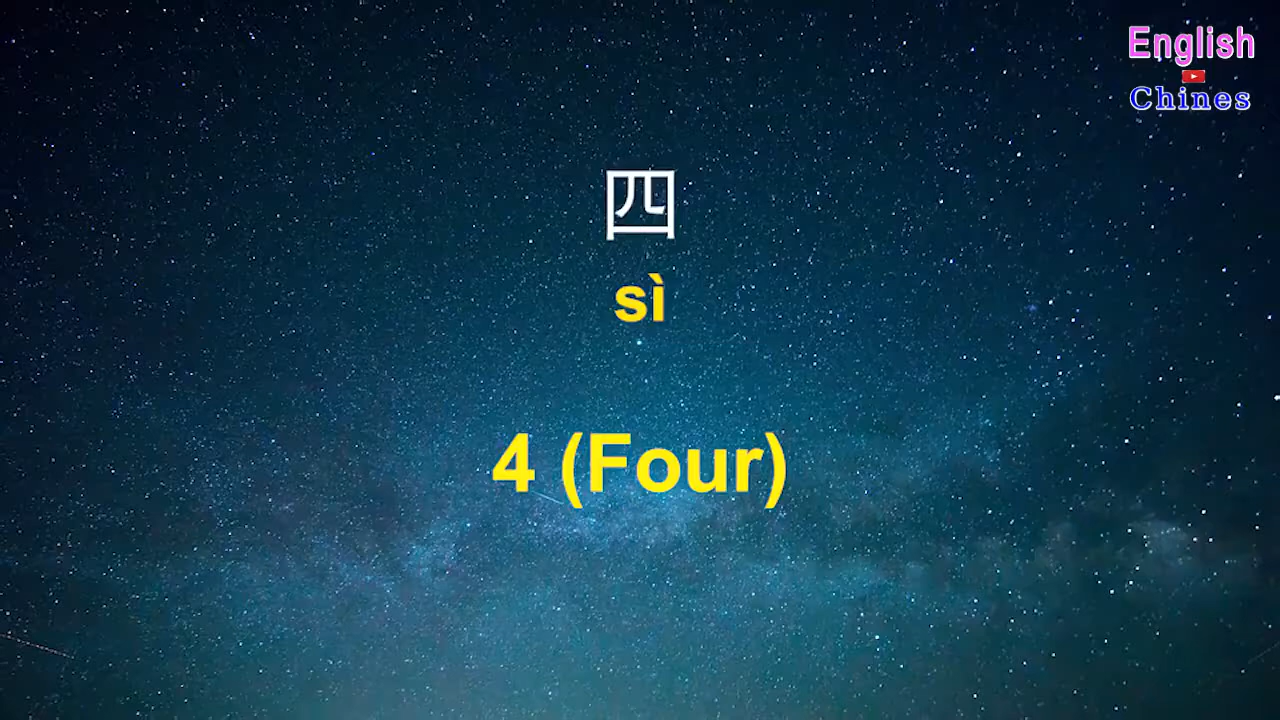 English
Chines
四
sì
4 (Four)